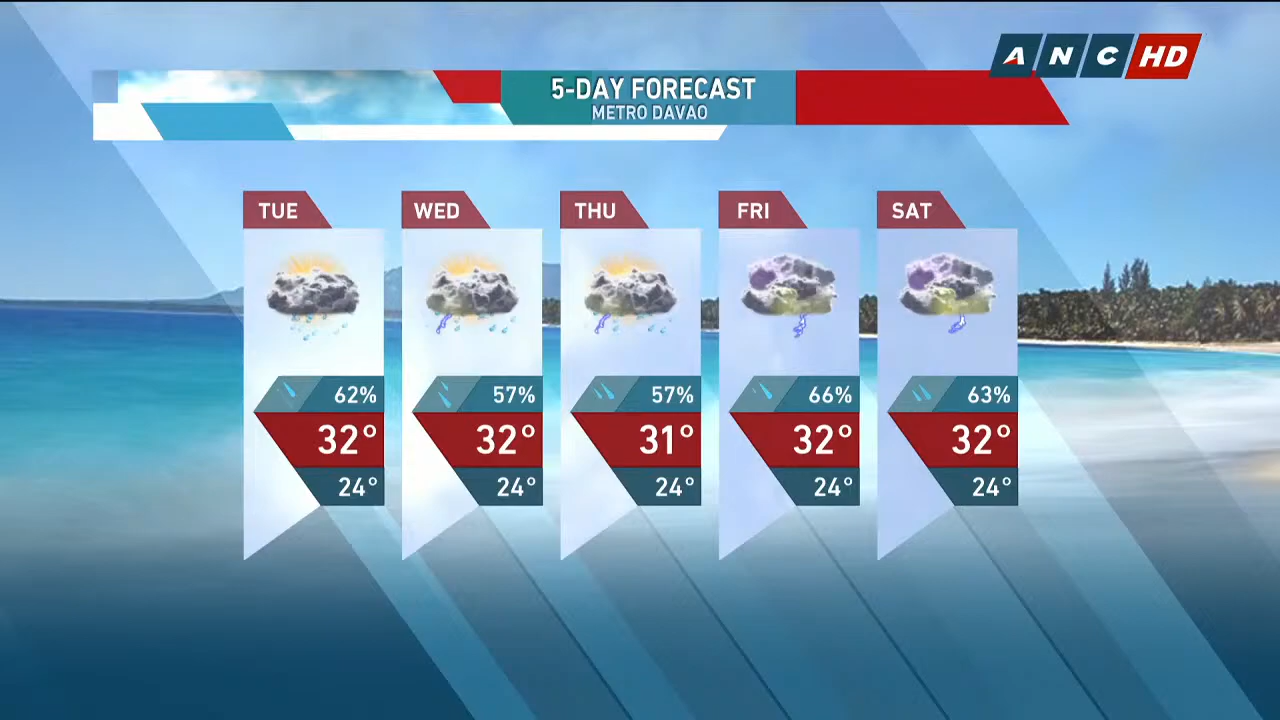 ANC HD
5-DAY FORECAST
METRO DAVAO
TUE
62%
32°
24°
WED
57%
32°
24°
THU
57%
31°
24°
FRI
66%
32°
24°
SAT
63%
32°
24°